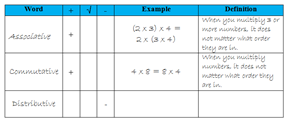 Word + √ - Example Definition
Associative + (2 x 3) x 4 = 2 x (3 x 4) When you multiply 3 or more numbers, it does not matter what order they are in.
Commutative + 4 x 8 = 8 x 4 When you multiply numbers, it does not matter what order they are in.
Distributive -